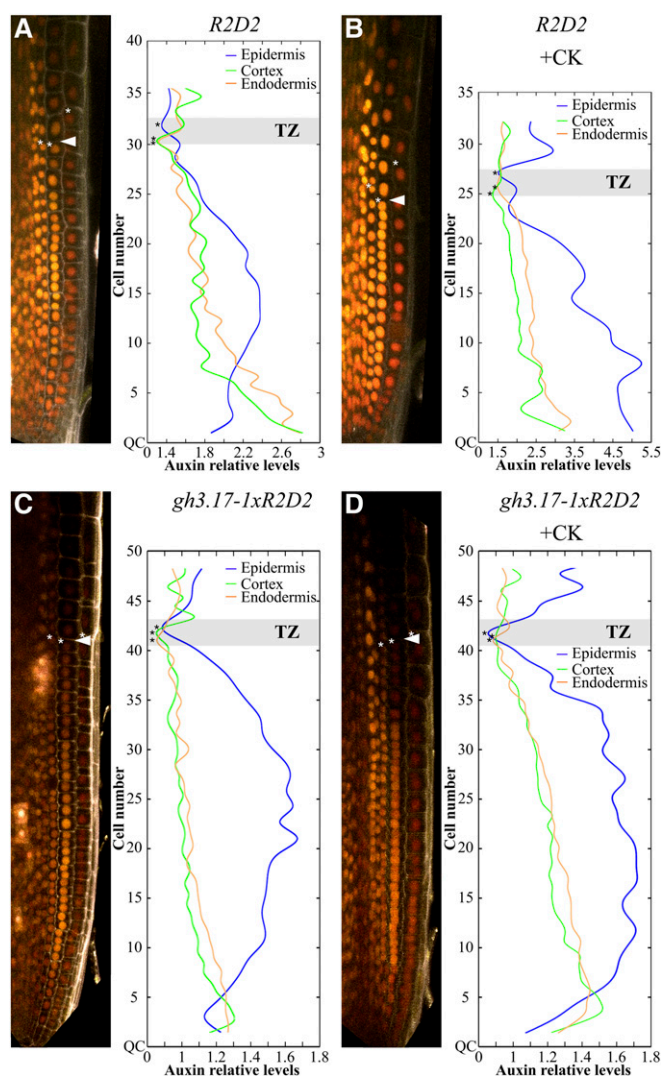 A
R2D2
40
Epidermis
Cortex
Endodermis
35
TZ
30
25
20
15
10
5
QC
Cell number
0 1.4 1.8 2.2 2.6 3
Auxin relative levels
B
R2D2
+CK
35
Epidermis
Cortex
Endodermis
30
TZ
25
20
15
10
5
QC
Cell number
0 1.5 2.5 3.5 4.5 5.5
Auxin relative levels
C
gh3.17-1xR2D2
50
Epidermis
Cortex
Endodermis
45
TZ
40
35
30
25
20
15
10
5
QC
Cell number
0 1 1.2 1.4 1.6 1.8
Auxin relative levels
D
gh3.17-1xR2D2
+CK
50
45
TZ
40
Epidermis
Cortex
Endodermis
35
30
25
20
15
10
5
QC
Cell number
0 1 1.2 1.4 1.6 1.8
Auxin relative levels